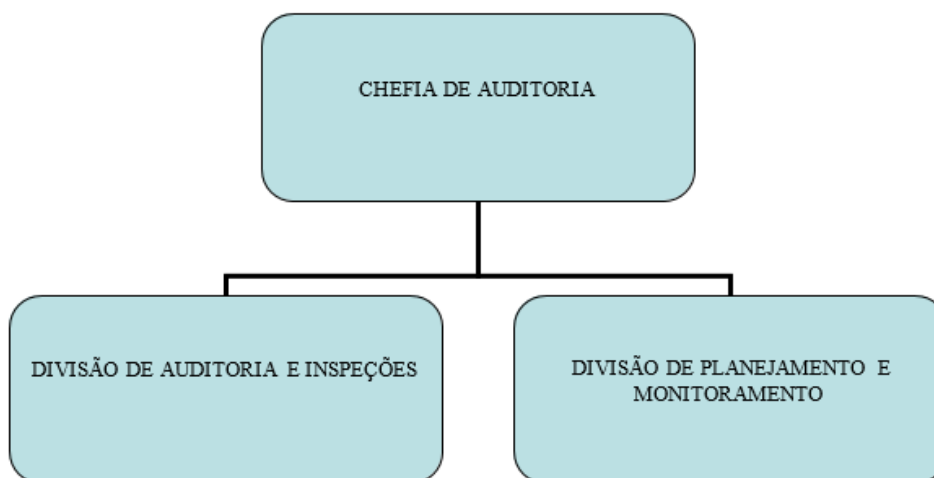 CHEFIA DE AUDITORIA
DIVISÃO DE AUDITORIA E INSPEÇÕES
DIVISÃO DE PLANEJAMENTO E
MONITORAMENTO